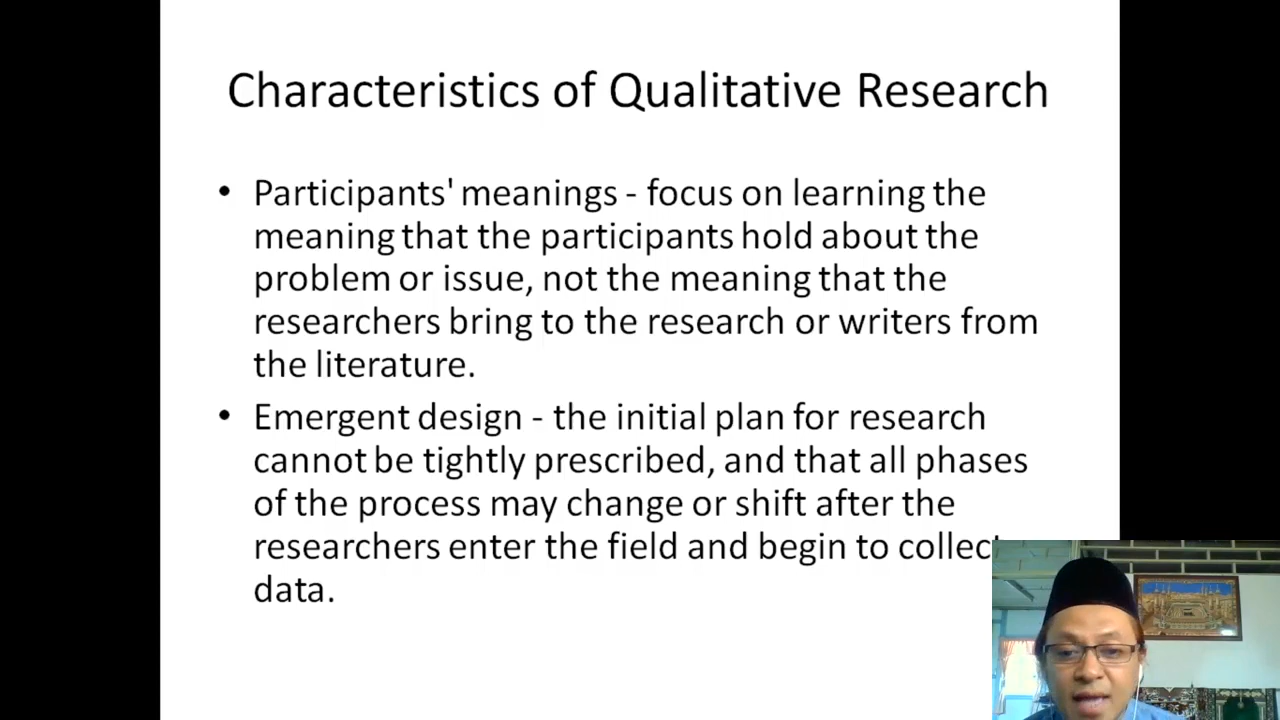 Characteristics of Qualitative Research
• Participants' meanings - focus on learning the
meaning that the participants hold about the
problem or issue, not the meaning that the
researchers bring to the research or writers from
the literature.
• Emergent design - the initial plan for research
cannot be tightly prescribed, and that all phases
of the process may change or shift after the
researchers enter the field and begin to collect
data.